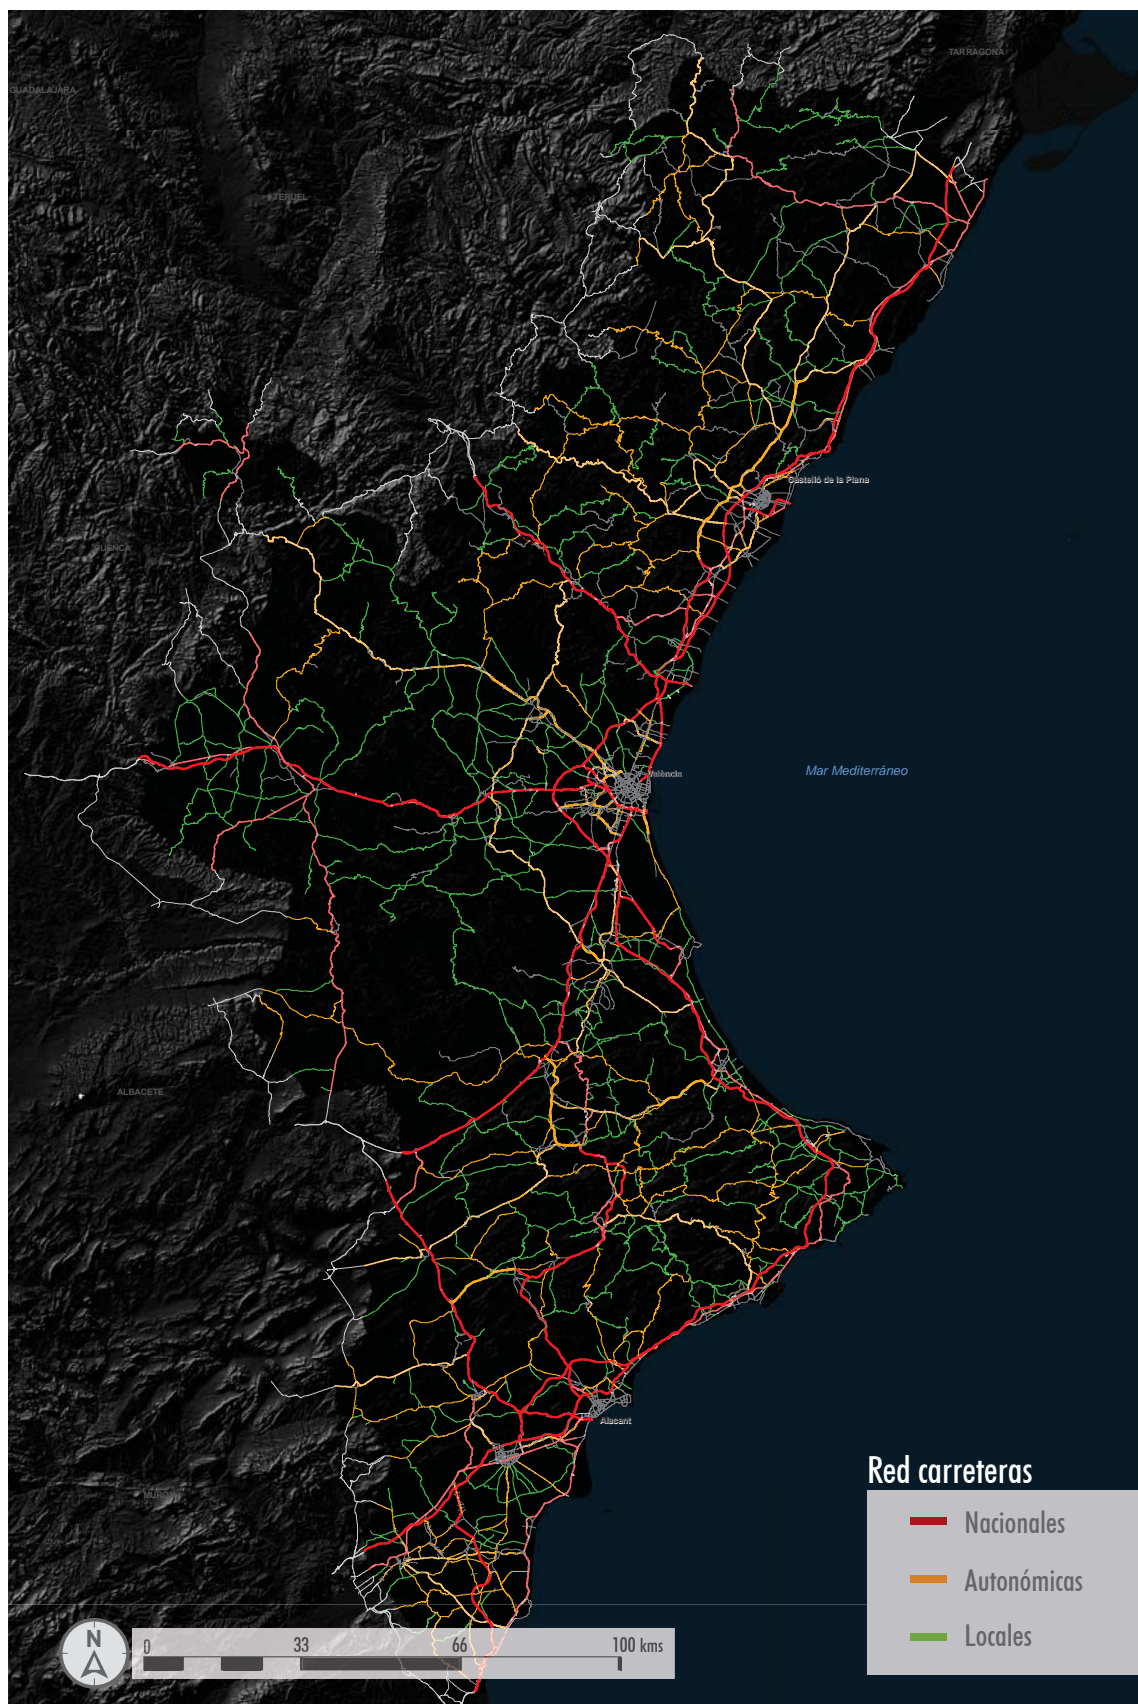 TARRAGONA
GUADALAJARA
TERUEL
Castelló de la Plana
CUENCA
Mar Mediterráneo
València
ALBACETE
Alacant
Red carreteras
MURCIA
Nacionales
Autonómicas
Locales
N
0 33 66 100 kms